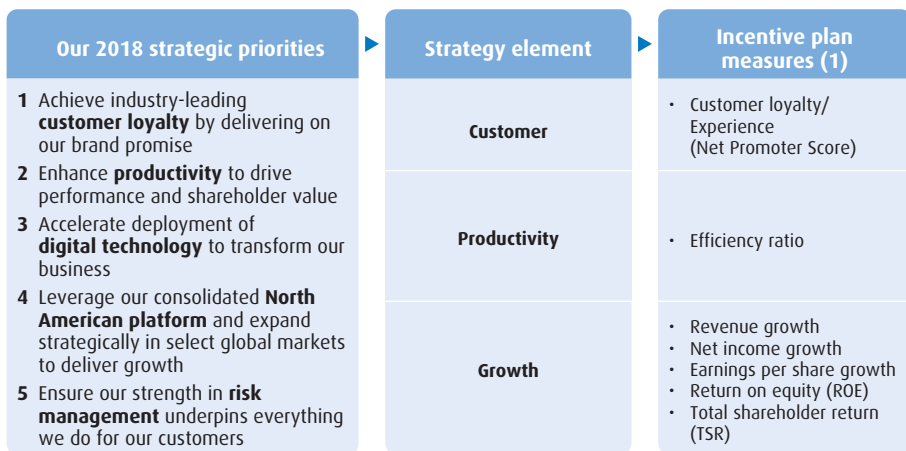 Our 2018 strategic priorities
1 Achieve industry-leading
customer loyalty by delivering on
our brand promise
2 Enhance productivity to drive
performance and shareholder value
3 Accelerate deployment of
digital technology to transform our
business
4 Leverage our consolidated North
American platform and expand
strategically in select global markets
to deliver growth
5 Ensure our strength in risk
management underpins everything
we do for our customers
Strategy element
Customer
Productivity
Growth
Incentive plan
measures (1)
• Customer loyalty/
Experience
(Net Promoter Score)
• Efficiency ratio
• Revenue growth
• Net income growth
• Earnings per share growth
• Return on equity (ROE)
• Total shareholder return
(TSR)